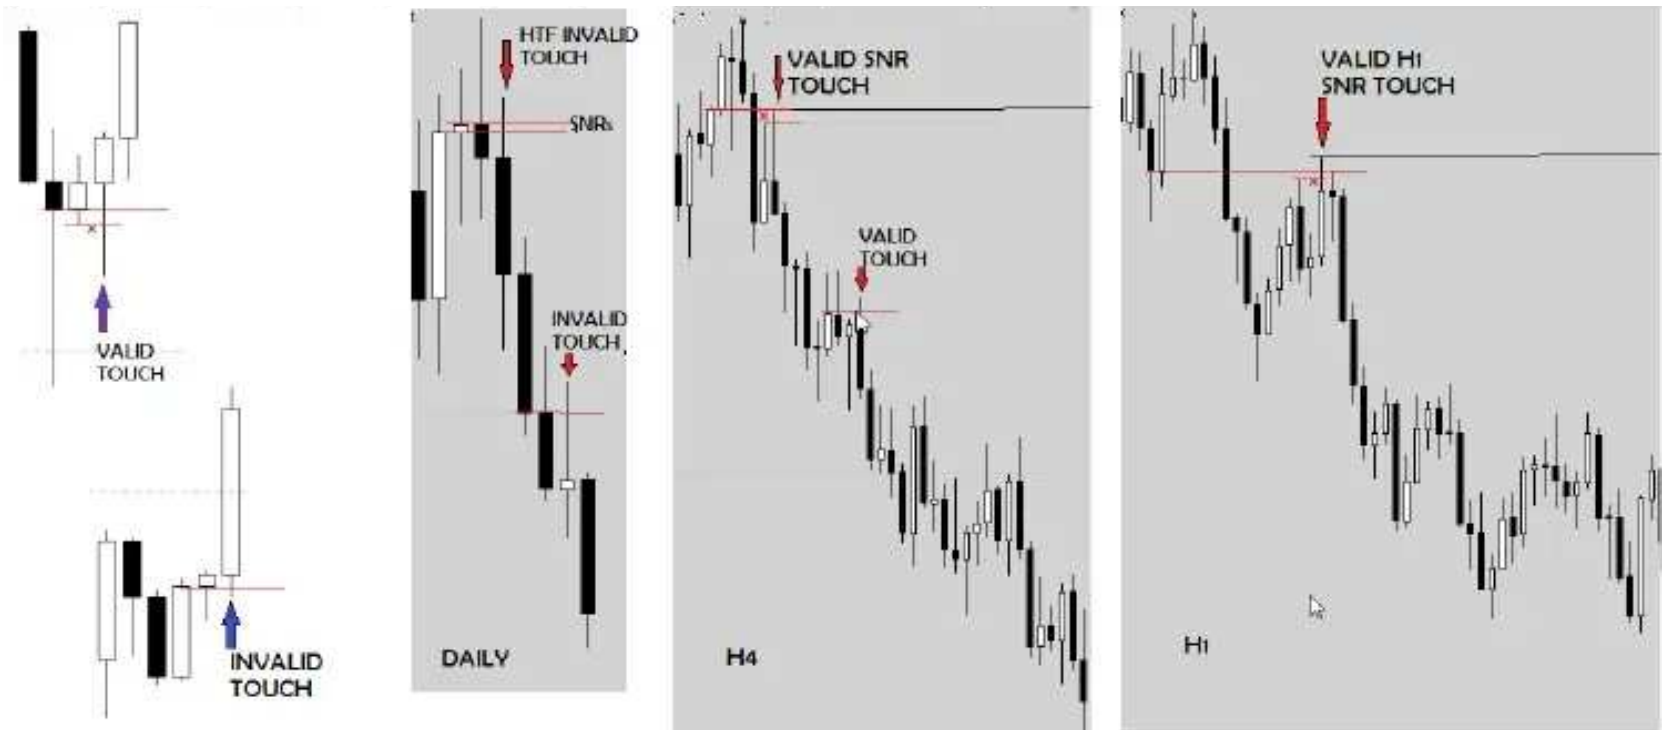 VALID
TOUCH
INVALID
TOUCH
HTF INVALID
TOUCH
SNRs
INVALID
TOUCH
DAILY
VALID SNR
TOUCH
VALID
TOUCH
H4
VALID H1
SNR TOUCH
H1